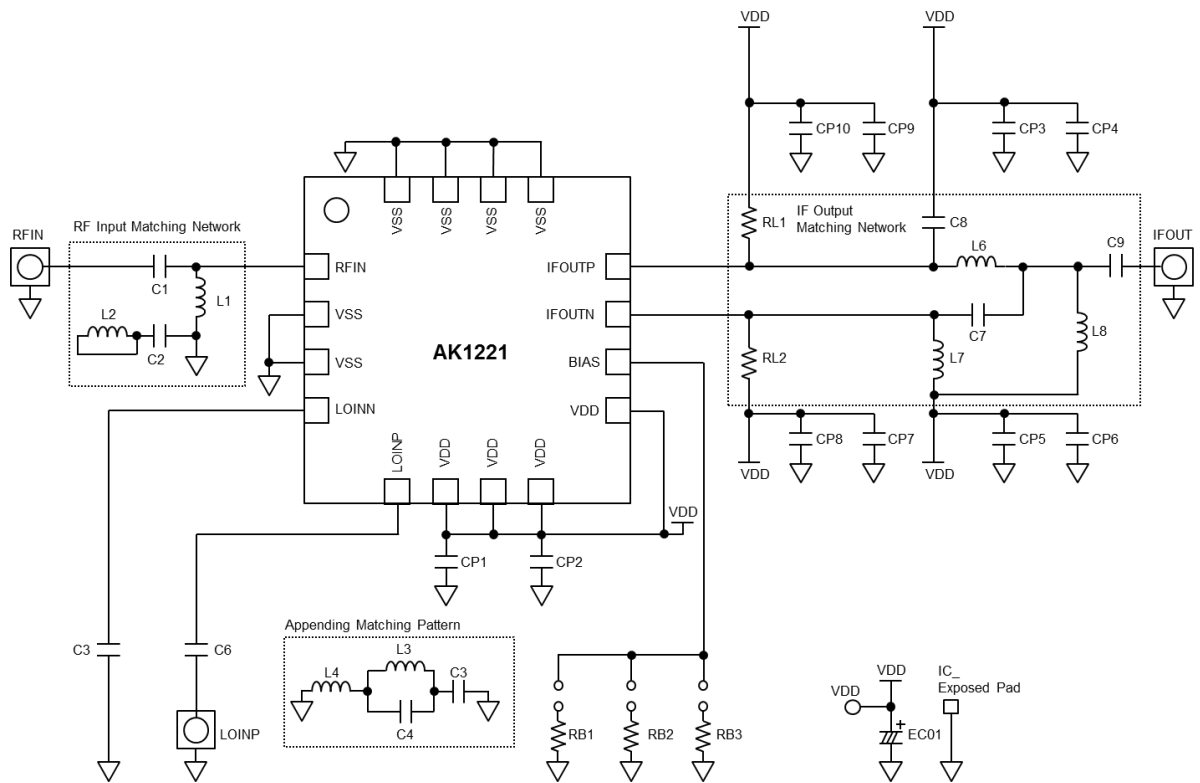 VDD
VDD
CP10
CP9
CP3
CP4
VSS
VSS
VSS
VSS
RF Input Matching Network
RFIN
C1
L1
L2
C2
RFIN
VSS
VSS
LOINN
AK1221
IFOUTP
IFOUTN
BIAS
VDD
LOINP
VDD
VDD
VDD
RL1
C8
IF Output
Matching Network
L6
C9
IFOUT
C7
L8
RL2
L7
CP8
CP7
CP5
CP6
VDD
VDD
VDD
CP1
CP2
C3
C6
LOINP
Appending Matching Pattern
L4
L3
C3
C4
RB1
RB2
RB3
VDD
VDD
EC01
IC_
Exposed Pad